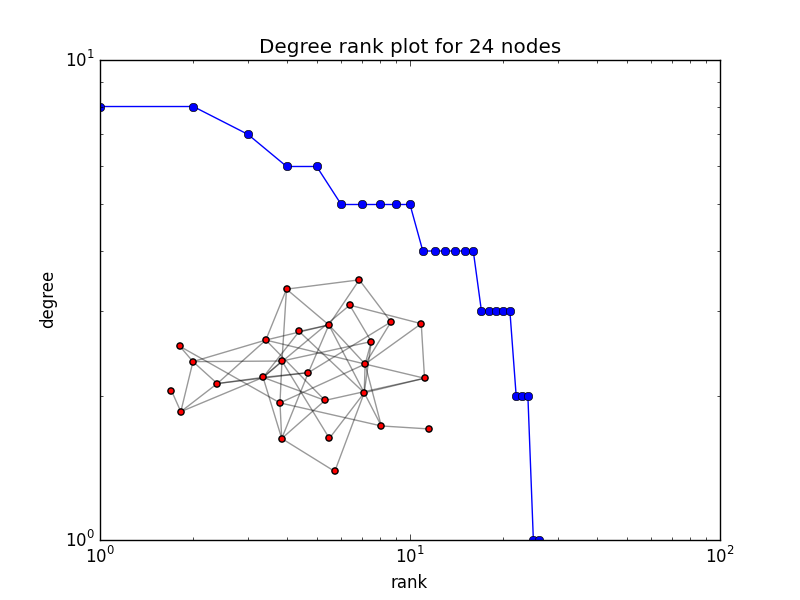 Degree rank plot for 24 nodes
10¹
degree
10⁰
10⁰ 10¹ 10²
rank